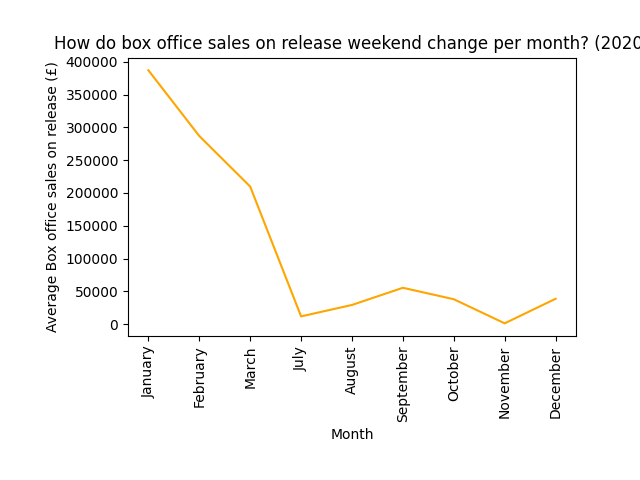 How do box office sales on release weekend change per month? (2020
Average Box office sales on release (£)
400000
350000
300000
250000
200000
150000
100000
50000
0
January
February
March
July
August
September
October
November
December
Month